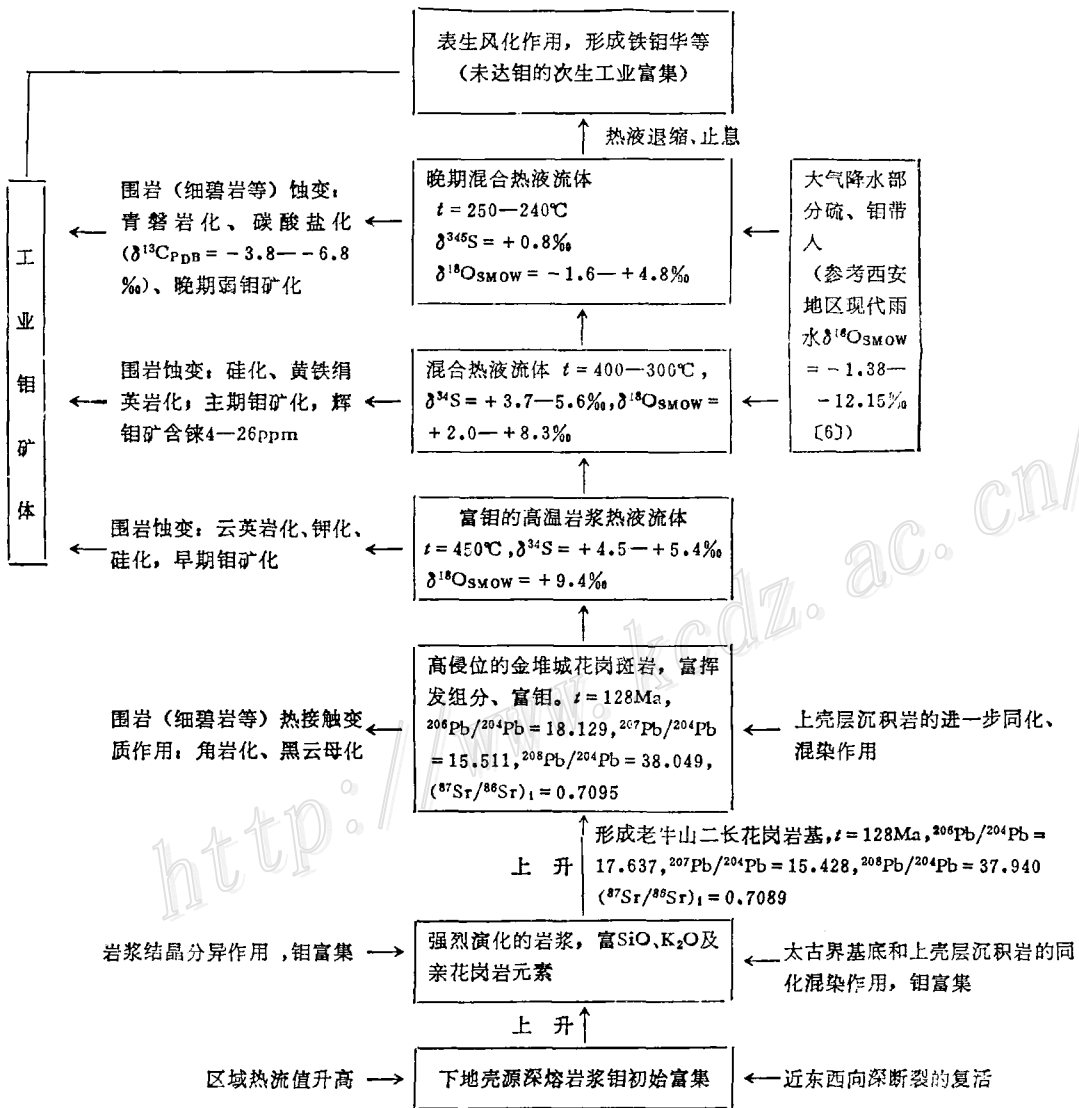 表生风化作用，形成铁钼华等
（未达钼的次生工业富集）
热液退缩、止息
工业钼矿体
围岩（细碧岩等）蚀变：
青磐岩化、碳酸盐化
(δ¹³C_PDB = －3.8—－6.8
‰)、晚期弱钼矿化
晚期混合热液流体
t = 250—240℃
δ³⁴⁵S = +0.8‰
δ¹⁸O_SMOW = －1.6—+4.8‰
大气降水部
分硫、钼带
人
（参考西安
地区现代雨
水δ¹⁸O_SMOW
= －1.38—
－12.15‰
〔6〕）
围岩蚀变：硅化、黄铁绢
英岩化；主期钼矿化，辉
钼矿含铼4—26ppm
混合热液流体 t = 400—300℃，
δ³⁴S = +3.7—5.6‰,δ¹⁸O_SMOW =
+2.0—+8.3‰
围岩蚀变：云英岩化、钾化、
硅化，早期钼矿化
富钼的高温岩浆热液流体
t = 450℃,δ³⁴S = +4.5—+5.4‰
δ¹⁸O_SMOW = +9.4‰
围岩（细碧岩等）热接触变
质作用：角岩化、黑云母化
高侵位的金堆城花岗斑岩，富挥
发组分、富钼。t = 128Ma,
²⁰⁶Pb/²⁰⁴Pb = 18.129,²⁰⁷Pb/²⁰⁴Pb
= 15.511,²⁰⁸Pb/²⁰⁴Pb = 38.049,
(⁸⁷Sr/⁸⁶Sr)₁ = 0.7095
上壳层沉积岩的进一步同化、
混染作用
上 升
形成老牛山二长花岗岩基,t = 128Ma,²⁰⁶Pb/²⁰⁴Pb =
17.637,²⁰⁷Pb/²⁰⁴Pb = 15.428,²⁰⁸Pb/²⁰⁴Pb = 37.940
(⁸⁷Sr/⁸⁶Sr)₁ = 0.7089
岩浆结晶分异作用，钼富集
强烈演化的岩浆，富SiO、K₂O及
亲花岗岩元素
太古界基底和上壳层沉积岩的同
化混染作用，钼富集
上 升
区域热流值升高
下地壳源深熔岩浆钼初始富集
近东西向深断裂的复活
http://www.kcdz.ac.cn/